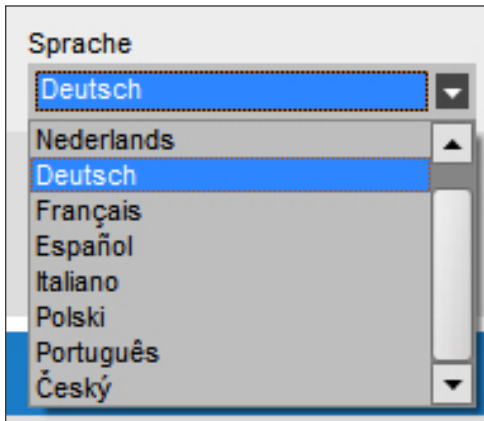 Sprache
Deutsch
Nederlands
Deutsch
Français
Español
Italiano
Polski
Português
Český